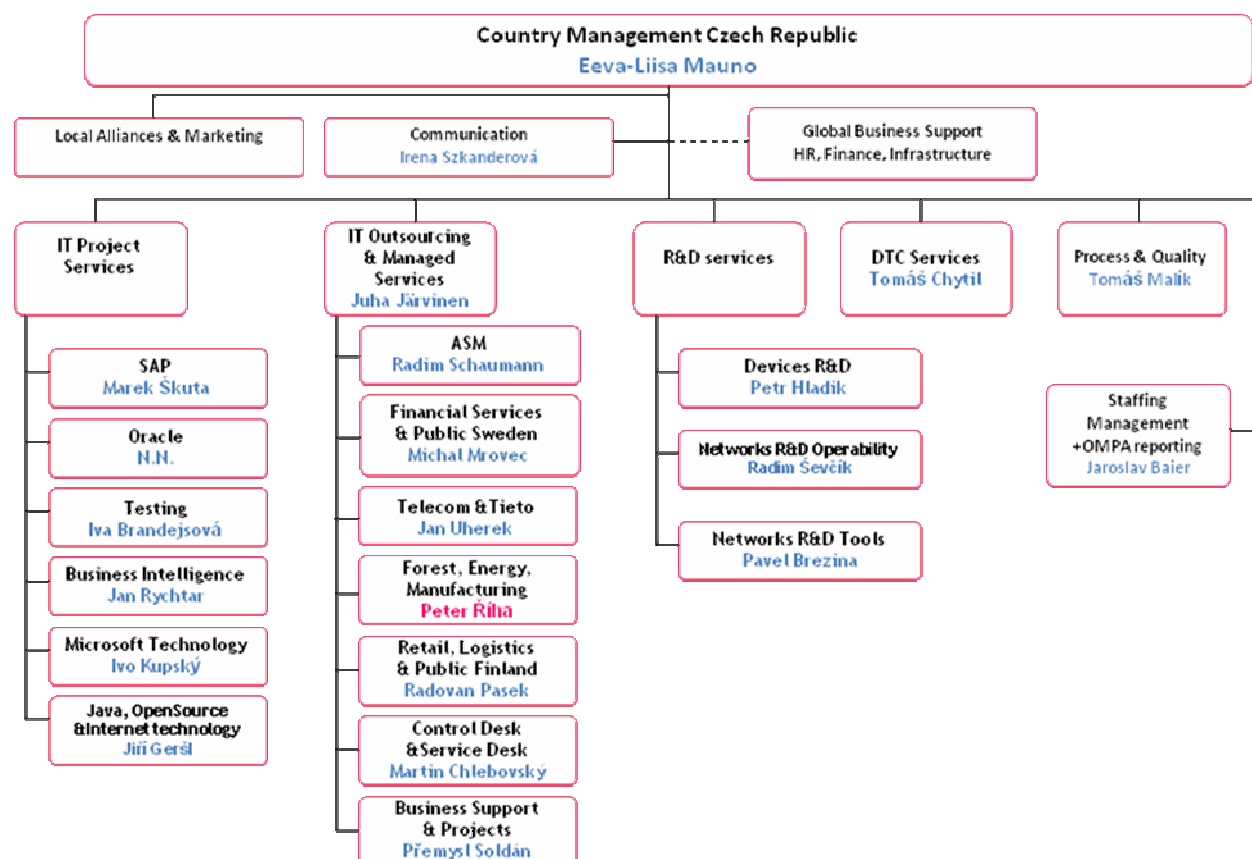 Country Management Czech Republic
Eeva-Liisa Mauno
Local Alliances & Marketing
Communication
Irena Szkanderová
Global Business Support
HR, Finance, Infrastructure
IT Project
Services
IT Outsourcing
& Managed
Services
Juha Järvinen
R&D services
DTC Services
Tomáš Chytil
Process & Quality
Tomáš Malík
SAP
Marek Škuta
Oracle
N.N.
Testing
Iva Brandejsová
Business Intelligence
Jan Rychtar
Microsoft Technology
Ivo Kupský
Java, OpenSource
&Internet technology
Jiří Geršl
ASM
Radim Schaumann
Financial Services
& Public Sweden
Michal Mrovec
Telecom &Tieto
Jan Uherek
Forest, Energy,
Manufacturing
Peter Říha
Retail, Logistics
& Public Finland
Radovan Pasek
Control Desk
&Service Desk
Martin Chlebovský
Business Support
& Projects
Přemysl Soldán
Devices R&D
Petr Hladik
Networks R&D Operability
Radim Ševčík
Networks R&D Tools
Pavel Brezina
Staffing
Management
+OMPA reporting
Jaroslav Baier